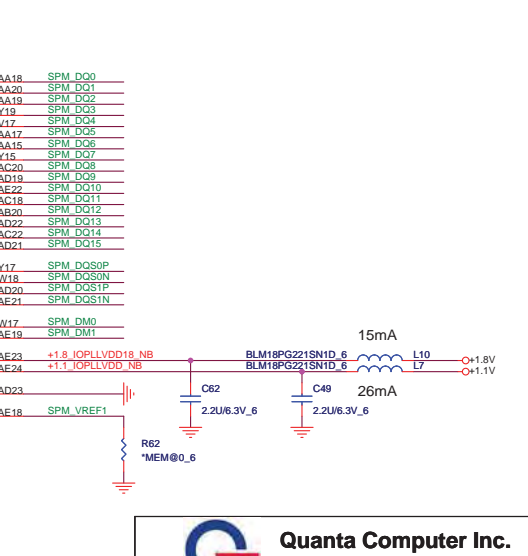 AA18 SPM_DQ0
AA20 SPM_DQ1
AA19 SPM_DQ2
Y19 SPM_DQ3
V17 SPM_DQ4
AA17 SPM_DQ5
AA15 SPM_DQ6
Y15 SPM_DQ7
AC20 SPM_DQ8
AD19 SPM_DQ9
AE22 SPM_DQ10
AC18 SPM_DQ11
AB20 SPM_DQ12
AD22 SPM_DQ13
AC22 SPM_DQ14
AD21 SPM_DQ15
Y17 SPM_DQS0P
W18 SPM_DQS0N
AD20 SPM_DQS1P
AE21 SPM_DQS1N
W17 SPM_DM0
AE19 SPM_DM1
15mA
AE23 +1.8_IOPLLVDD18_NB BLM18PG221SN1D_6 L10 +1.8V
AE24 +1.1_IOPLLVDD_NB BLM18PG221SN1D_6 L7 +1.1V
AD23 C62 C49 26mA
2.2U/6.3V_6 2.2U/6.3V_6
AE18 SPM_VREF1
R62
*MEM@0_6
Quanta Computer Inc.